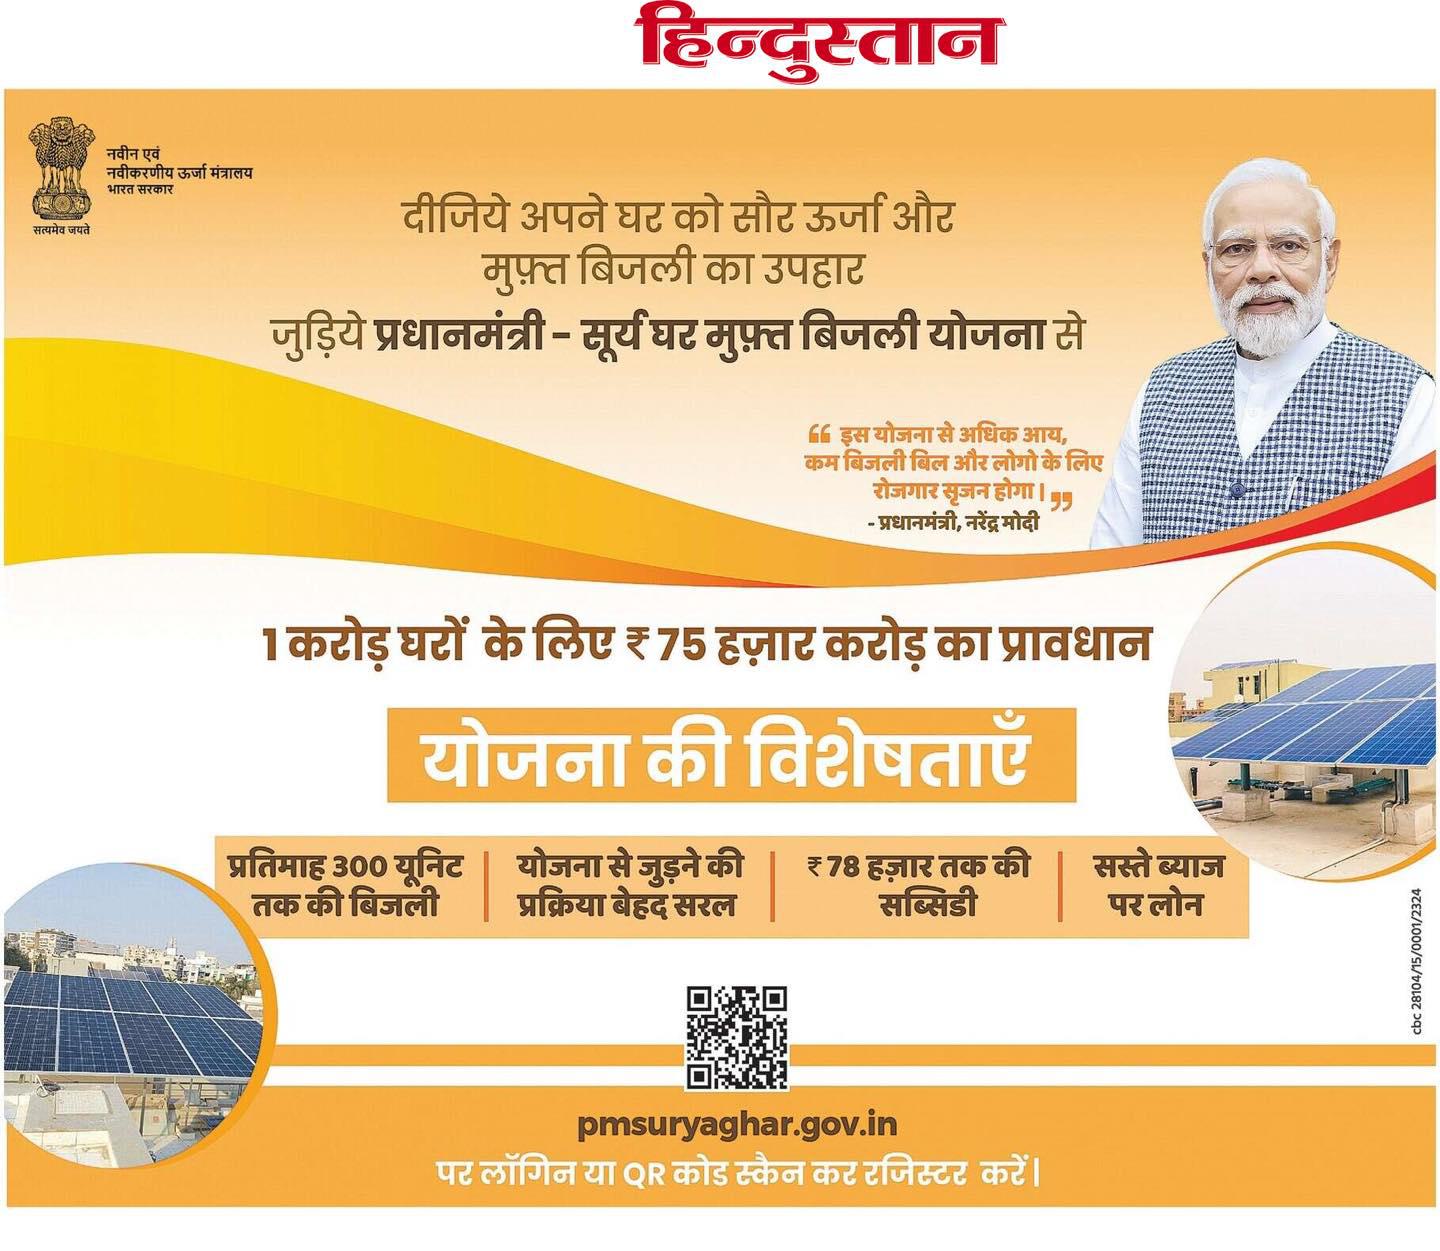 हिन्दुस्तान
नवीन एवं
नवीकरणीय ऊर्जा मंत्रालय
भारत सरकार
सत्यमेव जयते
दीजिये अपने घर को सौर ऊर्जा और
मुफ़्त बिजली का उपहार
जुड़िये प्रधानमंत्री - सूर्य घर मुफ़्त बिजली योजना से
“ इस योजना से अधिक आय,
कम बिजली बिल और लोगो के लिए
रोजगार सृजन होगा। ”
- प्रधानमंत्री, नरेंद्र मोदी
1 करोड़ घरों के लिए ₹ 75 हज़ार करोड़ का प्रावधान
योजना की विशेषताएँ
प्रतिमाह 300 यूनिट
तक की बिजली
योजना से जुड़ने की
प्रक्रिया बेहद सरल
₹ 78 हज़ार तक की
सब्सिडी
सस्ते ब्याज
पर लोन
cbc 28104/15/0001/2324
pmsuryaghar.gov.in
पर लॉगिन या QR कोड स्कैन कर रजिस्टर करें।